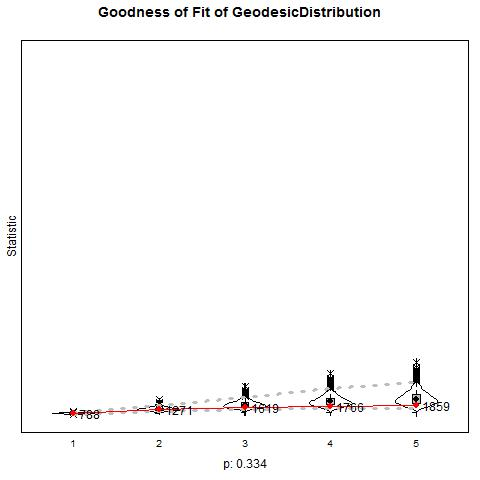 Goodness of Fit of GeodesicDistribution
Statistic
788
1271
1619
1766
1859
1 2 3 4 5
p: 0.334